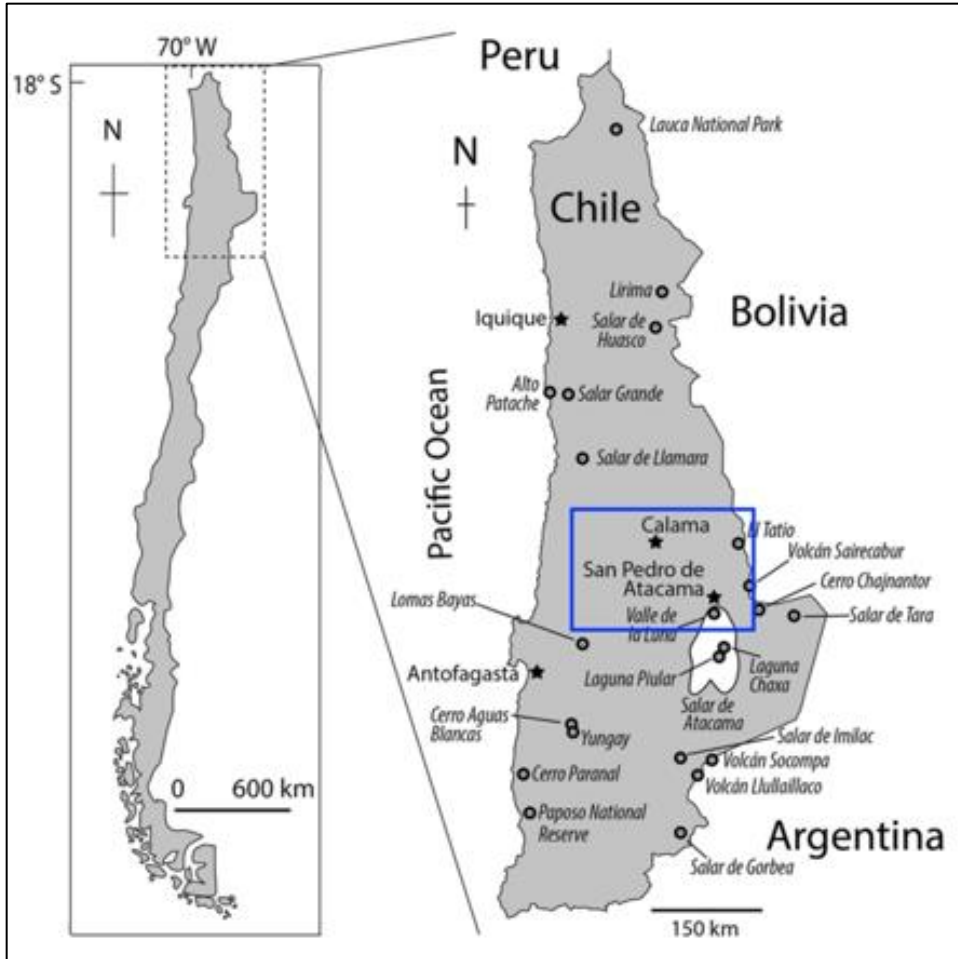 70° W
18° S
N
0 600 km
Peru
N
Lauca National Park
Chile
Lirima
Bolivia
Iquique
Salar de
Huasco
Alto
Patache
Salar Grande
Pacific Ocean
Salar de Llamara
Calama
El Tatio
Volcán Sairecabur
San Pedro de
Atacama
Cerro Chajnantor
Lomas Bayas
Valle de
la Luna
Salar de Tara
Antofagasta
Laguna Piular
Laguna
Chaxa
Salar de
Atacama
Cerro Aguas
Blancas
Yungay
Salar de Imilac
Volcán Socompa
Cerro Paranal
Volcán Llullaillaco
Paposo National
Reserve
Argentina
Salar de Gorbea
150 km